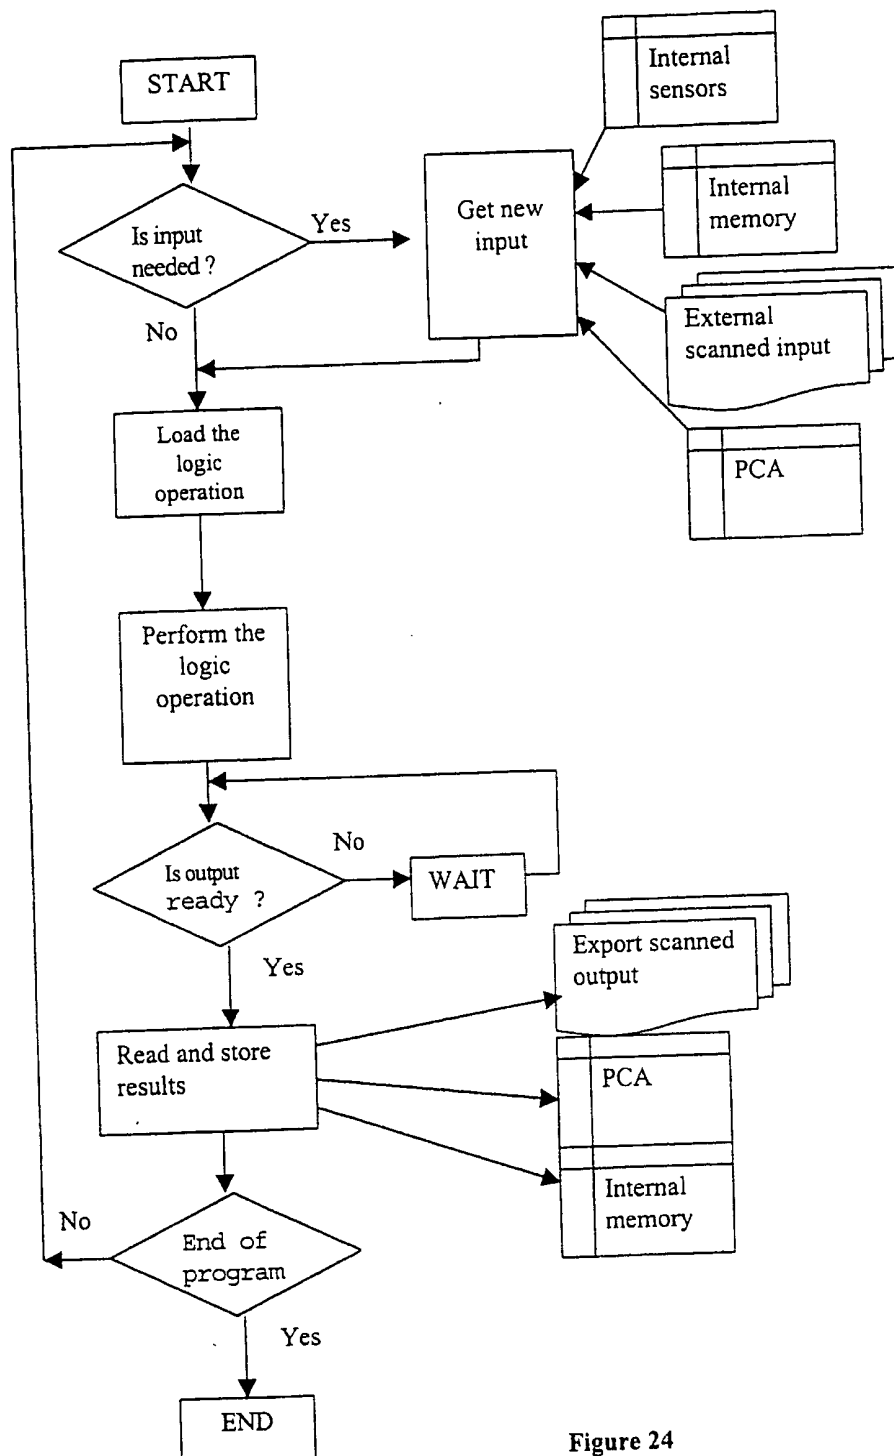 START
Internal
sensors
Internal
memory
Get new
input
Is input
needed ?
Yes
No
External
scanned input
PCA
Load the
logic
operation
Perform the
logic
operation
Is output
ready ?
No
WAIT
Yes
Export scanned
output
Read and store
results
PCA
Internal
memory
No
End of
program
Yes
END
Figure 24